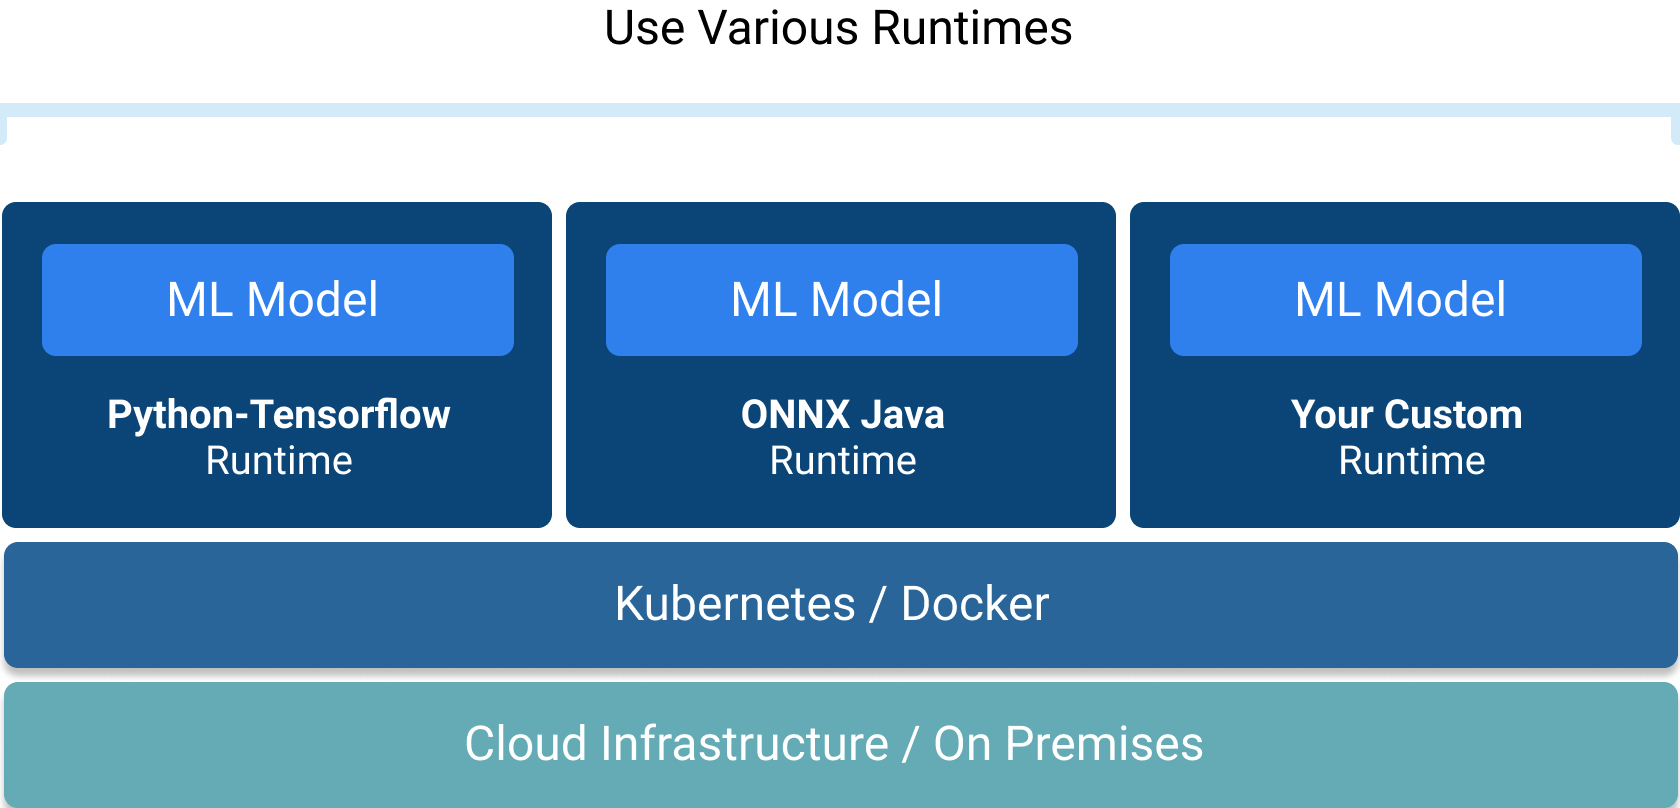 Use Various Runtimes
ML Model
Python-Tensorflow
Runtime
ML Model
ONNX Java
Runtime
ML Model
Your Custom
Runtime
Kubernetes / Docker
Cloud Infrastructure / On Premises